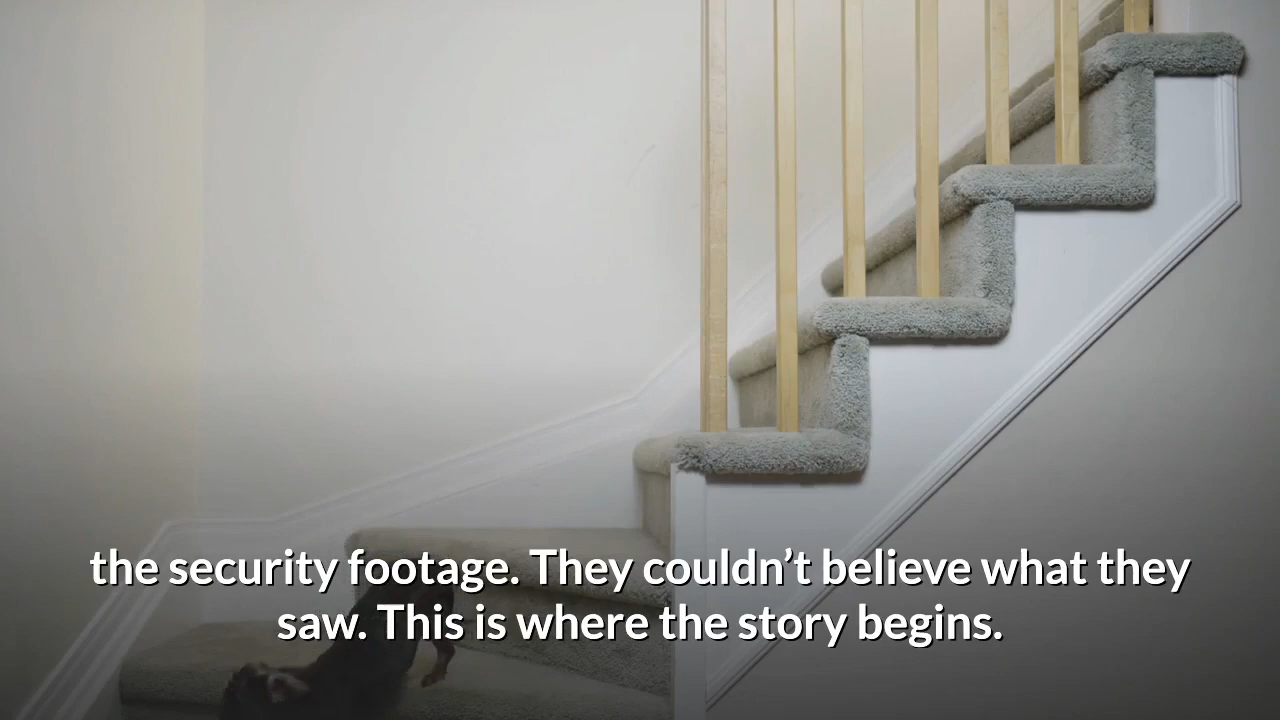 the security footage. They couldn’t believe what they
saw. This is where the story begins.